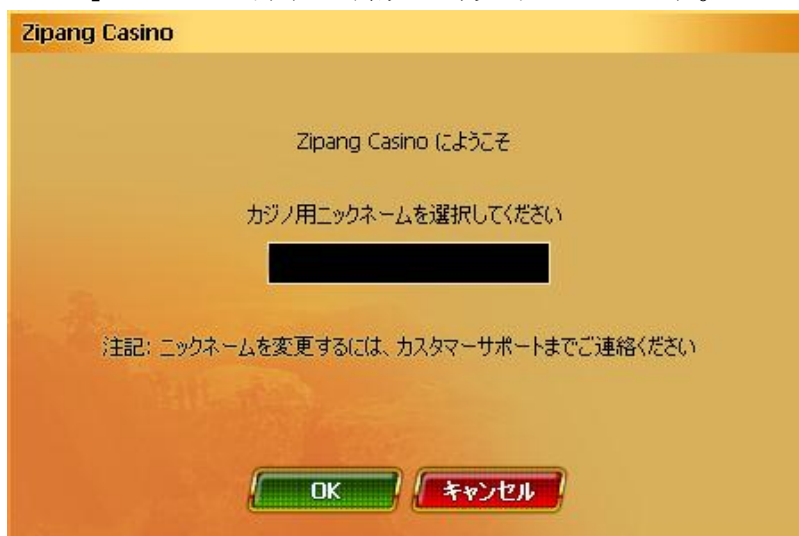 Zipang Casino
Zipang Casino にようこそ
カジノ用ニックネームを選択してください
注記: ニックネームを変更するには、カスタマーサポートまでご連絡ください
OK
キャンセル